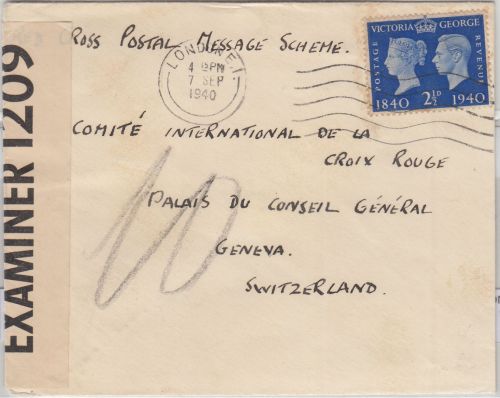 ROSS POSTAL MESSAGE SCHEME.
LONDON E.1
4 PM
7 SEP
1940
VICTORIA GEORGE
POSTAGE
REVENUE
1840 2½D 1940
COMITÉ INTERNATIONAL DE LA
CROIX ROUGE
PALAIS DU CONSEIL GÉNÉRAL
GENEVA.
SWITZERLAND.
EXAMINER 1209